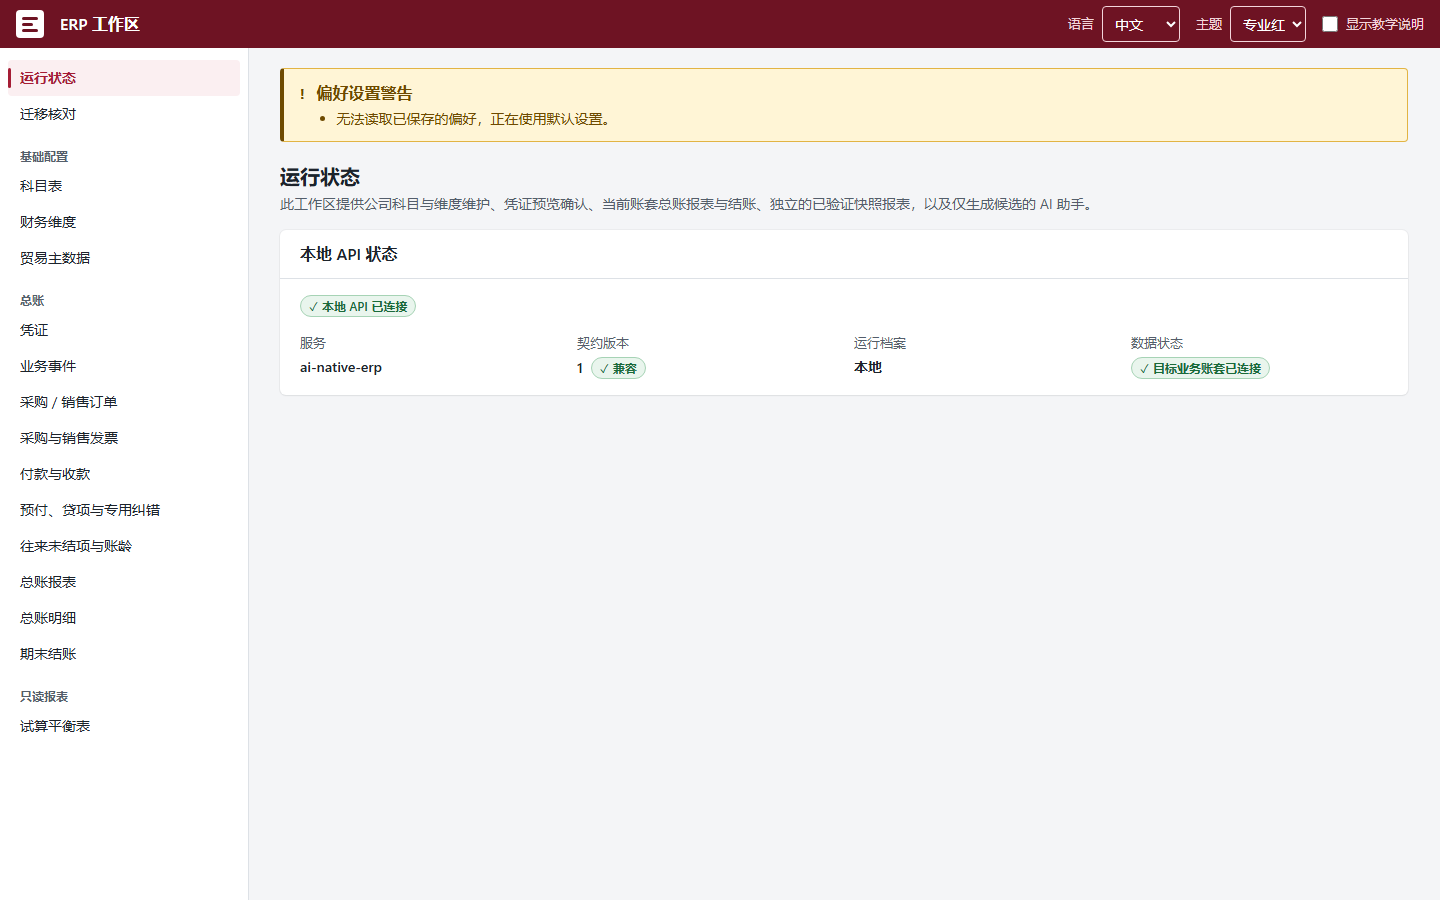 ERP 工作区
语言 中文 主题 专业红 显示教学说明
运行状态
迁移核对
基础配置
科目表
财务维度
贸易主数据
总账
凭证
业务事件
采购 / 销售订单
采购与销售发票
付款与收款
预付、贷项与专用纠错
往来未结项与账龄
总账报表
总账明细
期末结账
只读报表
试算平衡表
! 偏好设置警告
• 无法读取已保存的偏好，正在使用默认设置。
运行状态
此工作区提供公司科目与维度维护、凭证预览确认、当前账套总账报表与结账、独立的已验证快照报表，以及仅生成候选的 AI 助手。
本地 API 状态
✓ 本地 API 已连接
服务
ai-native-erp
契约版本
1 ✓ 兼容
运行档案
本地
数据状态
✓ 目标业务账套已连接